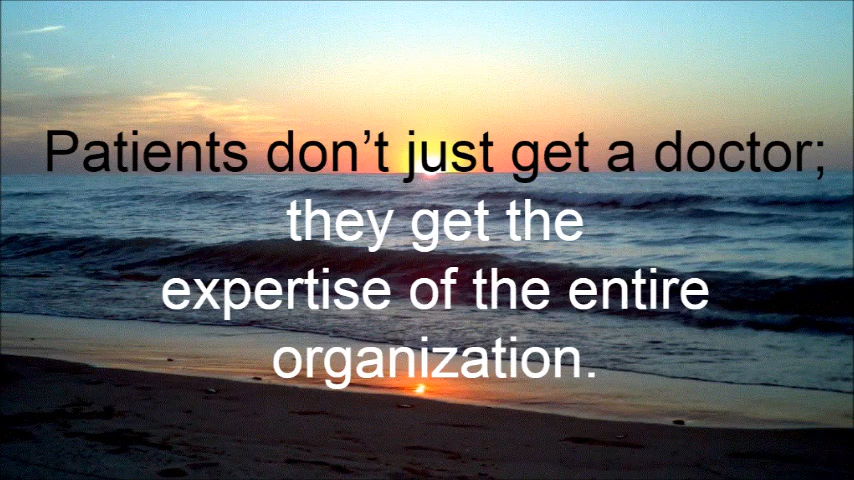 Patients don’t just get a doctor;
they get the
expertise of the entire
organization.